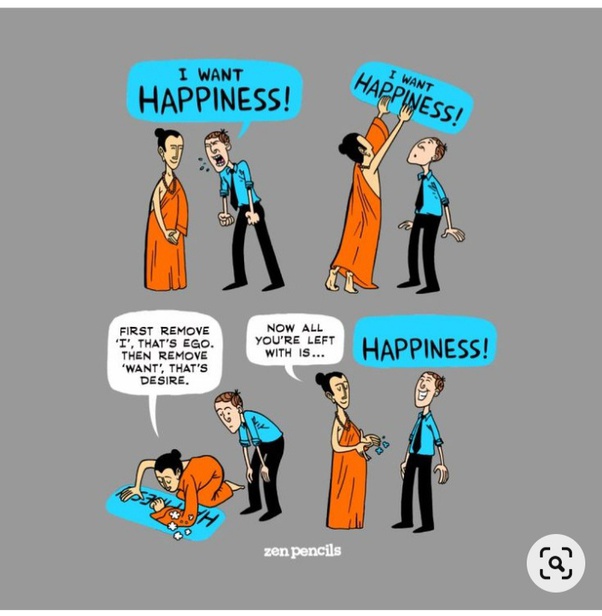 I WANT
HAPPINESS!
I WANT
HAPPINESS!
FIRST REMOVE
'I', THAT'S EGO.
THEN REMOVE
'WANT', THAT'S
DESIRE.
NOW ALL
YOU'RE LEFT
WITH IS...
HAPPINESS!
zen pencils